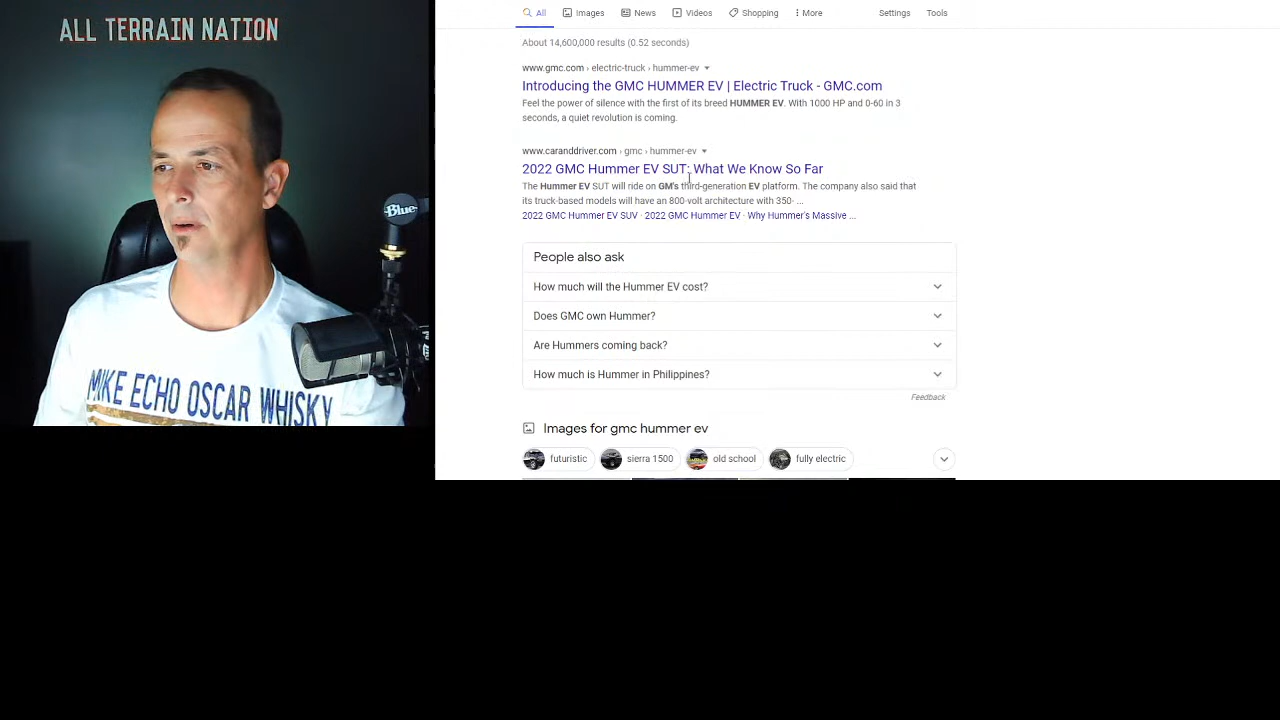 ALL TERRAIN NATION
Blue
MIKE ECHO OSCAR WHISKY
All
Images
News
Videos
Shopping
More
Settings
Tools
About 14,600,000 results (0.52 seconds)
www.gmc.com › electric-truck › hummer-ev
Introducing the GMC HUMMER EV | Electric Truck - GMC.com
Feel the power of silence with the first of its breed HUMMER EV. With 1000 HP and 0-60 in 3
seconds, a quiet revolution is coming.
www.caranddriver.com › gmc › hummer-ev
2022 GMC Hummer EV SUT: What We Know So Far
The Hummer EV SUT will ride on GM's third-generation EV platform. The company also said that
its truck-based models will have an 800-volt architecture with 350- ...
2022 GMC Hummer EV SUV · 2022 GMC Hummer EV · Why Hummer's Massive ...
People also ask
How much will the Hummer EV cost?
Does GMC own Hummer?
Are Hummers coming back?
How much is Hummer in Philippines?
Feedback
Images for gmc hummer ev
futuristic
sierra 1500
old school
fully electric